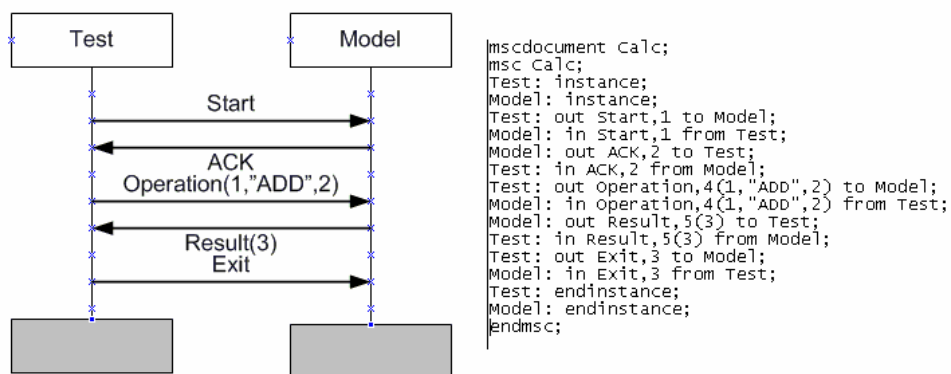 Test
Model
Start
ACK
Operation(1,”ADD”,2)
Result(3)
Exit
mscdocument Calc;
msc Calc;
Test: instance;
Model: instance;
Test: out Start,1 to Model;
Model: in Start,1 from Test;
Model: out ACK,2 to Test;
Test: in ACK,2 from Model;
Test: out Operation,4(1,"ADD",2) to Model;
Model: in Operation,4(1,"ADD",2) from Test;
Model: out Result,5(3) to Test;
Test: in Result,5(3) from Model;
Test: out Exit,3 to Model;
Model: in Exit,3 from Test;
Test: endinstance;
Model: endinstance;
endmsc;